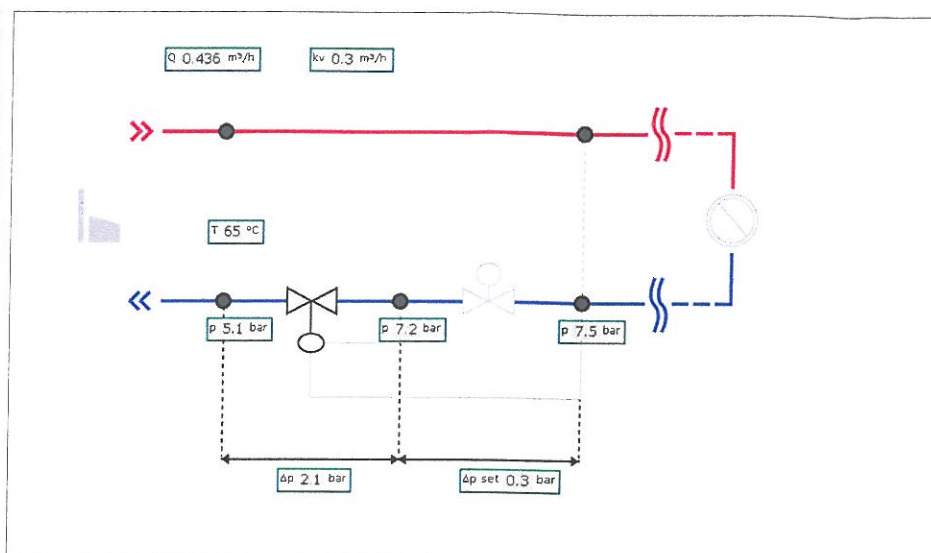 Q 0.436 m³/h
kv 0.3 m³/h
T 65 °C
p 5.1 bar
p 7.2 bar
p 7.5 bar
Δp 2.1 bar
Δp set 0.3 bar